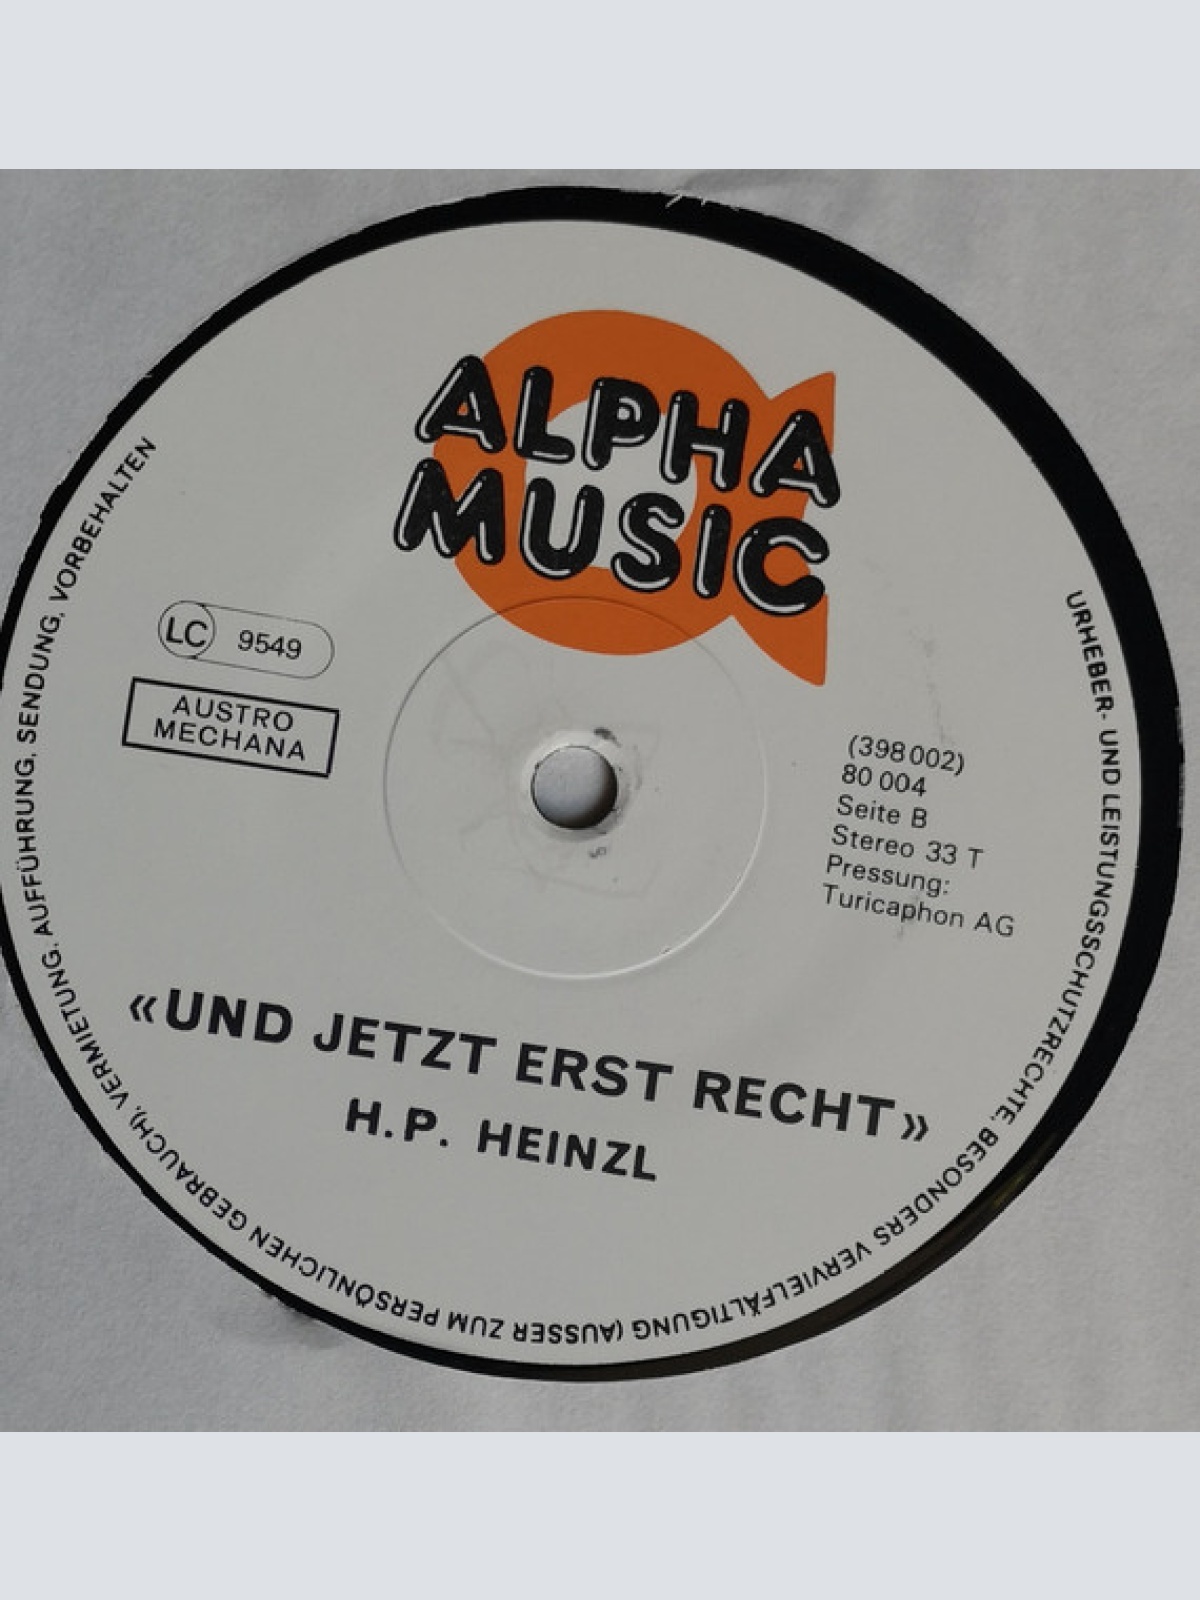 ALPHA
MUSIC
LC 9549
AUSTRO
MECHANA
(398 002)
80 004
Seite B
Stereo 33 T
Pressung:
Turicaphon AG
«UND JETZT ERST RECHT»
H.P. HEINZL
URHEBER- UND LEISTUNGSSCHUTZRECHTE, BESONDERS VERVIELFÄLTIGUNG (AUSSER ZUM PERSÖNLICHEN GEBRAUCH), VERMIETUNG, AUFFÜHRUNG, SENDUNG, VORBEHALTEN